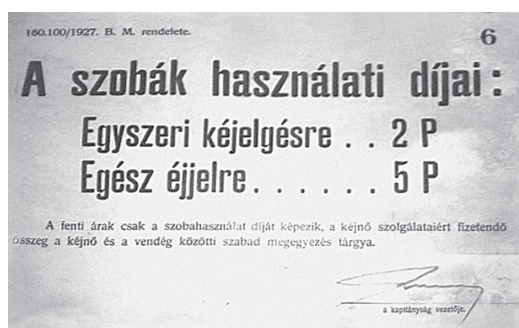 160.100/1927. B. M. rendelete.
6
A szobák használati díjai :
Egyszeri kéjelgésre . . 2 P
Egész éjjelre . . . . . . 5 P
A fenti árak csak a szobahasználat díját képezik, a kéjnő szolgálataiért fizetendő
összeg a kéjnő és a vendég közötti szabad megegyezés tárgya.
a kapitányság vezetője.